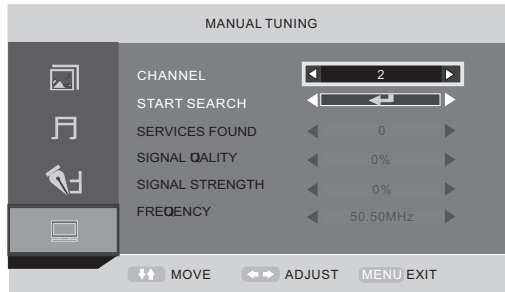 MANUAL TUNING
CHANNEL 2
START SEARCH
SERVICES FOUND 0
SIGNAL QALITY 0%
SIGNAL STRENGTH 0%
FREQENCY 50.50MHz
MOVE ADJUST MENU EXIT